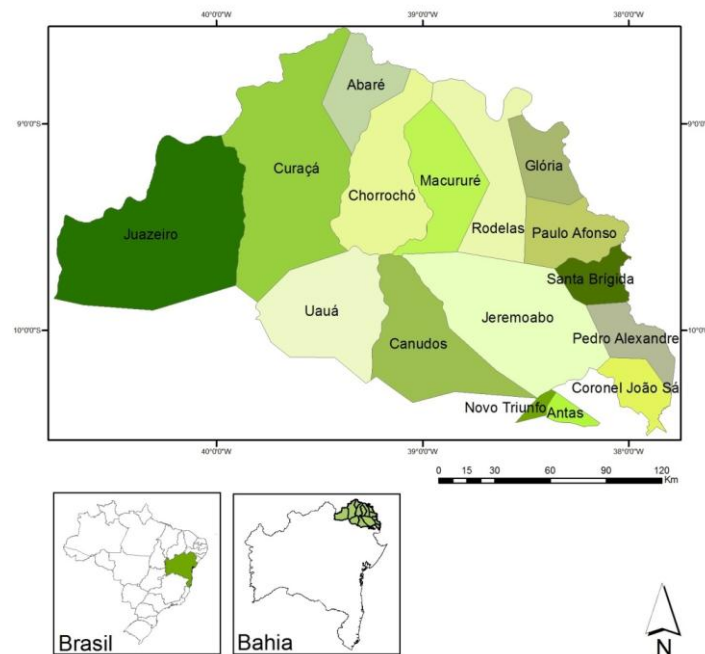 40°0'0"W 39°0'0"W 38°0'0"W
Abaré
9°0'0"S 9°0'0"S
Glória
Curaçá
Macururé
Chorrochó
Rodelas
Juazeiro
Paulo Afonso
Santa Brígida
Uauá
Jeremoabo
10°0'0"S 10°0'0"S
Pedro Alexandre
Canudos
Coronel João Sá
Novo Triunfo
Antas
40°0'0"W 39°0'0"W 38°0'0"W
0 15 30 60 90 120
Km
Brasil
Bahia
N